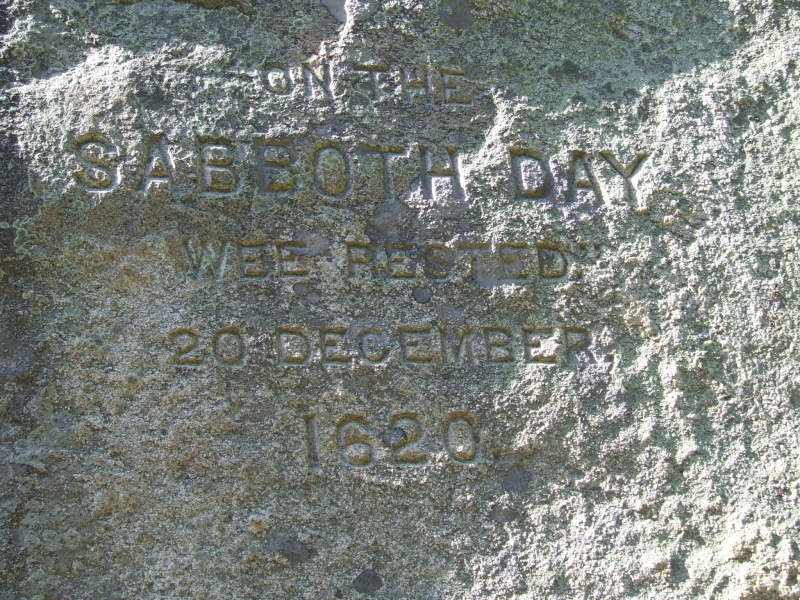 ON THE
SABBOTH DAY
WEE RESTED."
20 DECEMBER
1620.